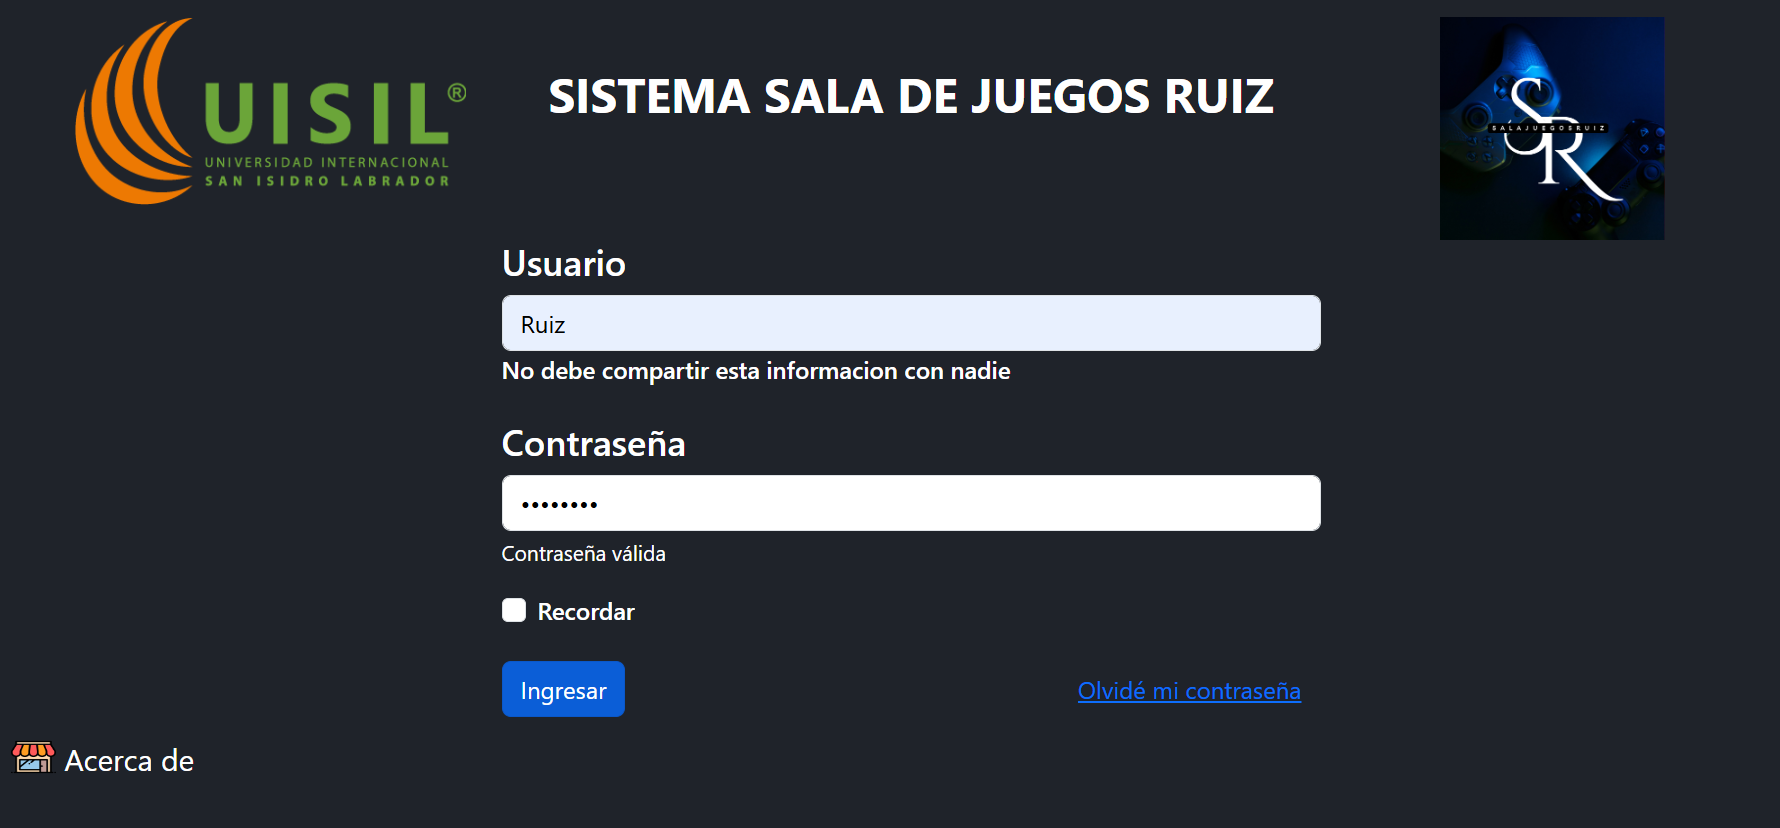 UISIL®
UNIVERSIDAD INTERNACIONAL
SAN ISIDRO LABRADOR
SISTEMA SALA DE JUEGOS RUIZ
SR
SALAJUEGOSRUIZ
Usuario
Ruiz
No debe compartir esta informacion con nadie
Contraseña
••••••••
Contraseña válida
Recordar
Ingresar
Olvidé mi contraseña
Acerca de